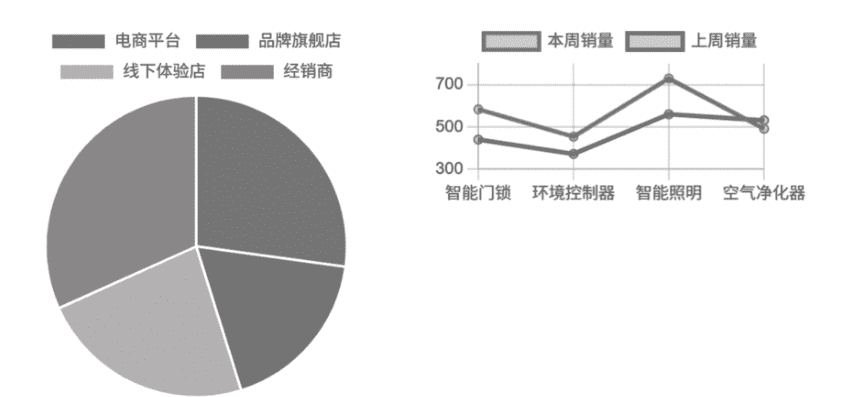 电商平台 品牌旗舰店
线下体验店 经销商
本周销量 上周销量
700
500
300
智能门锁 环境控制器 智能照明 空气净化器